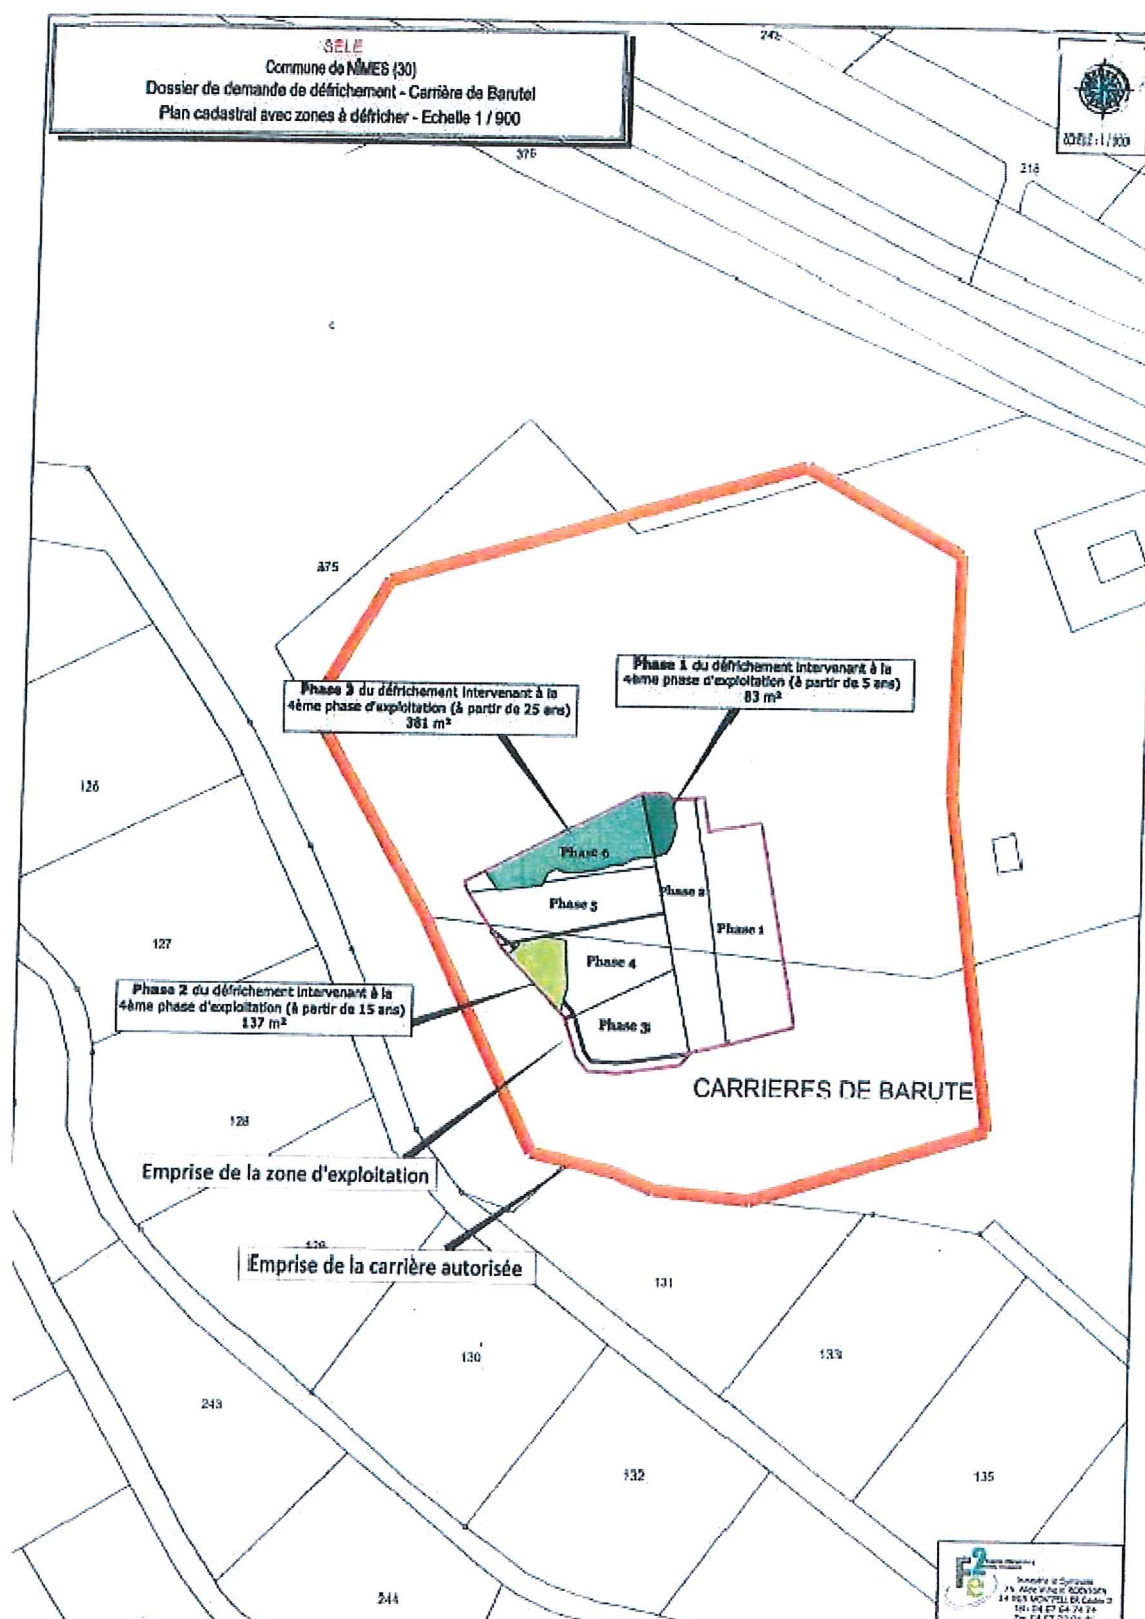 SELE
Commune de NÎMES (30)
Dossier de demande de défrichement - Carrière de Barutel
Plan cadastral avec zones à défricher - Echelle 1 / 900
376
218
375
Phase 3 du défrichement intervenant à la
4ème phase d'exploitation (à partir de 25 ans)
381 m²
Phase 1 du défrichement intervenant à la
4ème phase d'exploitation (à partir de 5 ans)
83 m²
126
Phase 6
Phase 5
Phase 2
Phase 1
Phase 4
Phase 3
127
Phase 2 du défrichement intervenant à la
4ème phase d'exploitation (à partir de 15 ans)
137 m²
CARRIERES DE BARUTE
128
Emprise de la zone d'exploitation
129
Emprise de la carrière autorisée
131
130
133
243
132
135
244